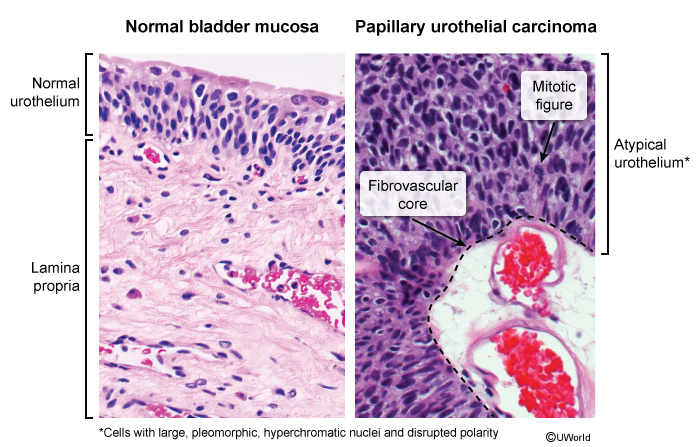 Normal bladder mucosa
Papillary urothelial carcinoma
Normal
urothelium
Lamina
propria
Mitotic
figure
Fibrovascular
core
Atypical
urothelium*
*Cells with large, pleomorphic, hyperchromatic nuclei and disrupted polarity
©UWorld